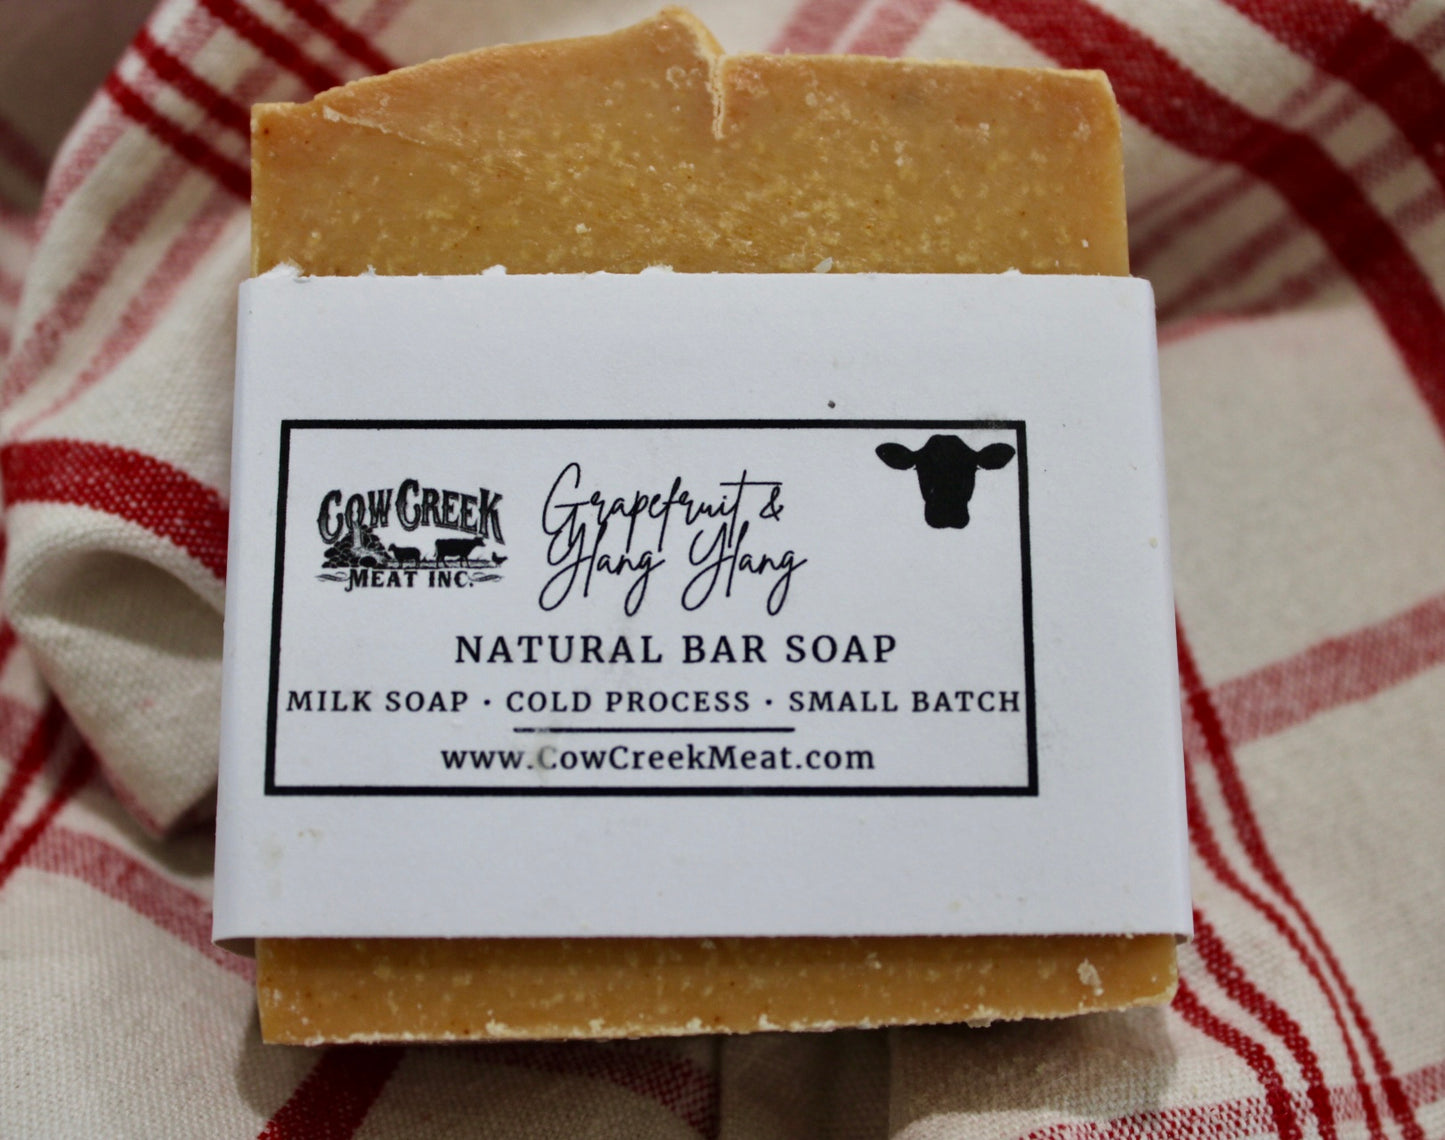 COW CREEK
MEAT INC.
Grapefruit &
Ylang Ylang
NATURAL BAR SOAP
MILK SOAP · COLD PROCESS · SMALL BATCH
www.CowCreekMeat.com